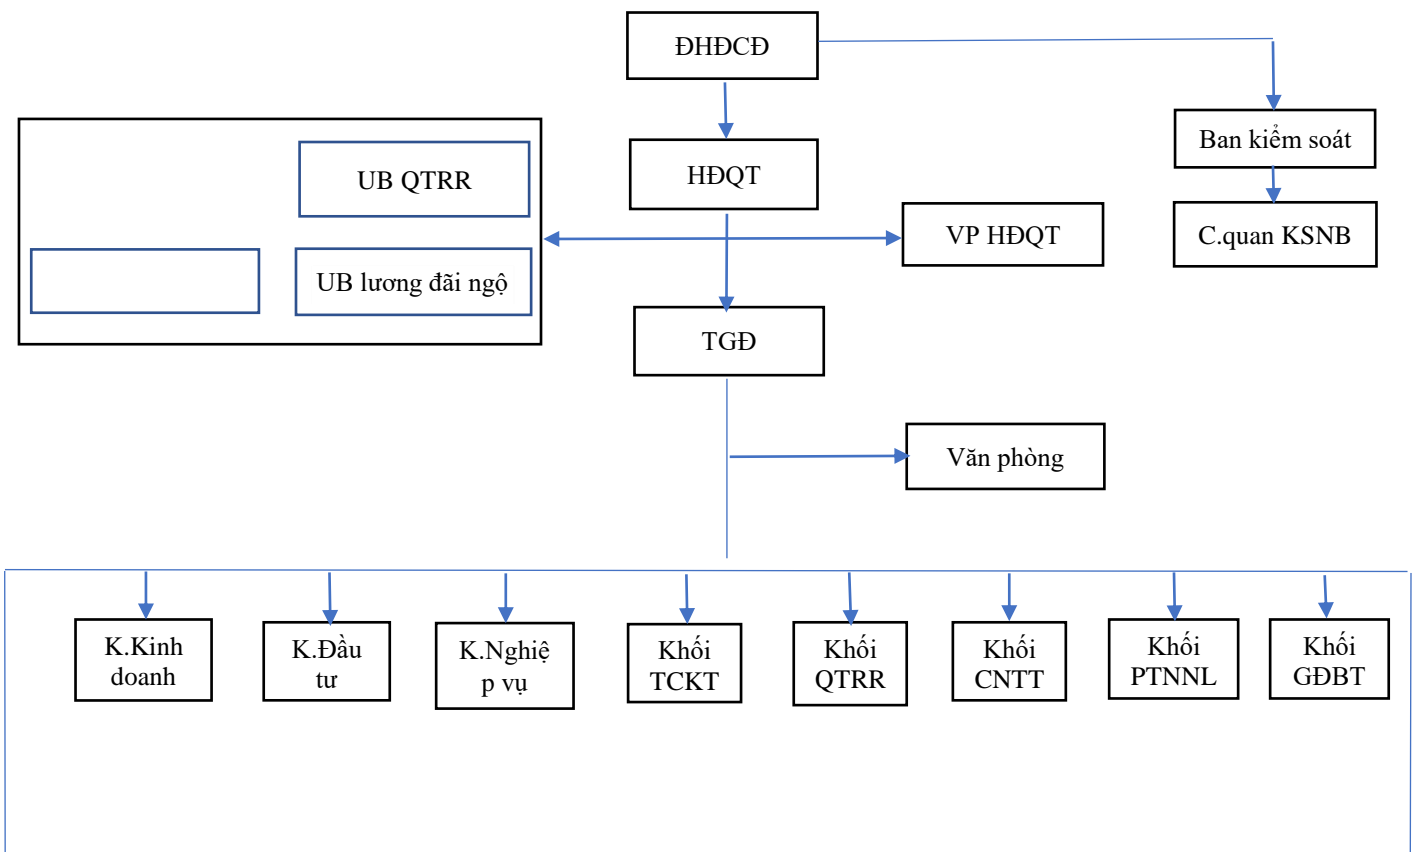 ĐHĐCĐ
Ban kiểm soát
UB QTRR
HĐQT
VP HĐQT
C.quan KSNB
UB lương đãi ngộ
TGĐ
Văn phòng
K.Kinh
doanh
K.Đầu
tư
K.Nghiệ
p vụ
Khối
TCKT
Khối
QTRR
Khối
CNTT
Khối
PTNNL
Khối
GĐBT